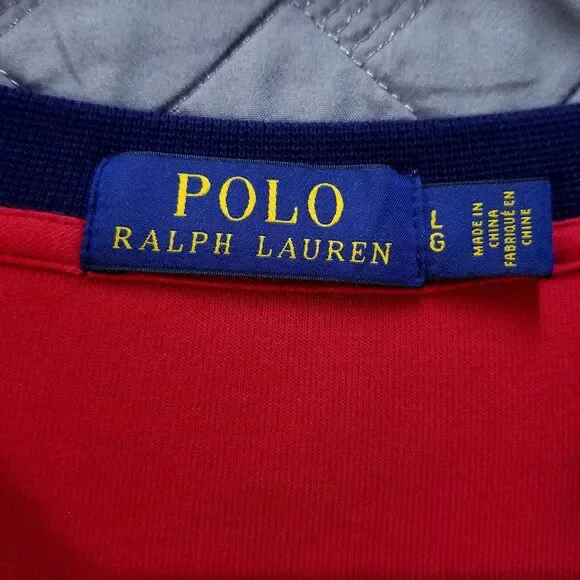 POLO
RALPH LAUREN
L
G
MADE IN
CHINA
FABRIQUÉ EN
CHINE